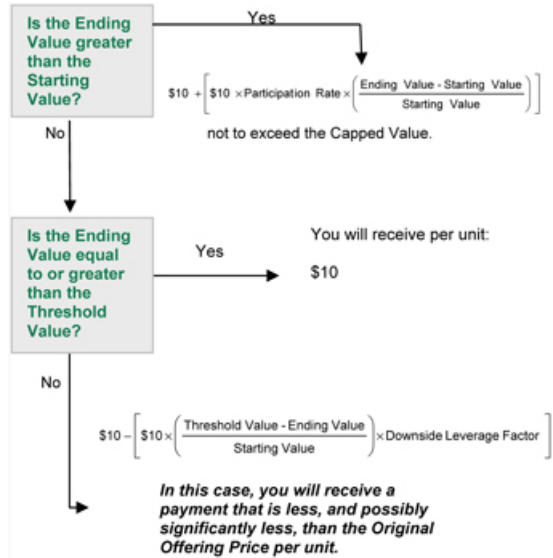 Is the Ending
Value greater
than the
Starting
Value?
Yes
$10 + [ $10 × Participation Rate × ( Ending Value - Starting Value / Starting Value ) ]
not to exceed the Capped Value.
No
Is the Ending
Value equal
to or greater
than the
Threshold
Value?
Yes
You will receive per unit:
$10
No
$10 − [ $10 × ( Threshold Value - Ending Value / Starting Value ) × Downside Leverage Factor ]
In this case, you will receive a
payment that is less, and possibly
significantly less, than the Original
Offering Price per unit.